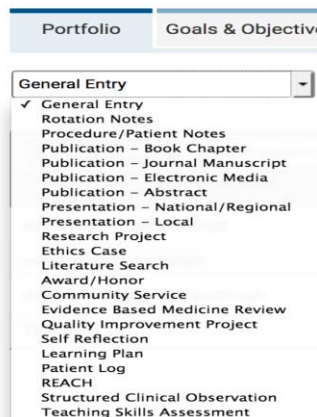 Portfolio
Goals & Objectiv
General Entry
✓ General Entry
Rotation Notes
Procedure/Patient Notes
Publication – Book Chapter
Publication – Journal Manuscript
Publication – Electronic Media
Publication – Abstract
Presentation – National/Regional
Presentation – Local
Research Project
Ethics Case
Literature Search
Award/Honor
Community Service
Evidence Based Medicine Review
Quality Improvement Project
Self Reflection
Learning Plan
Patient Log
REACH
Structured Clinical Observation
Teaching Skills Assessment